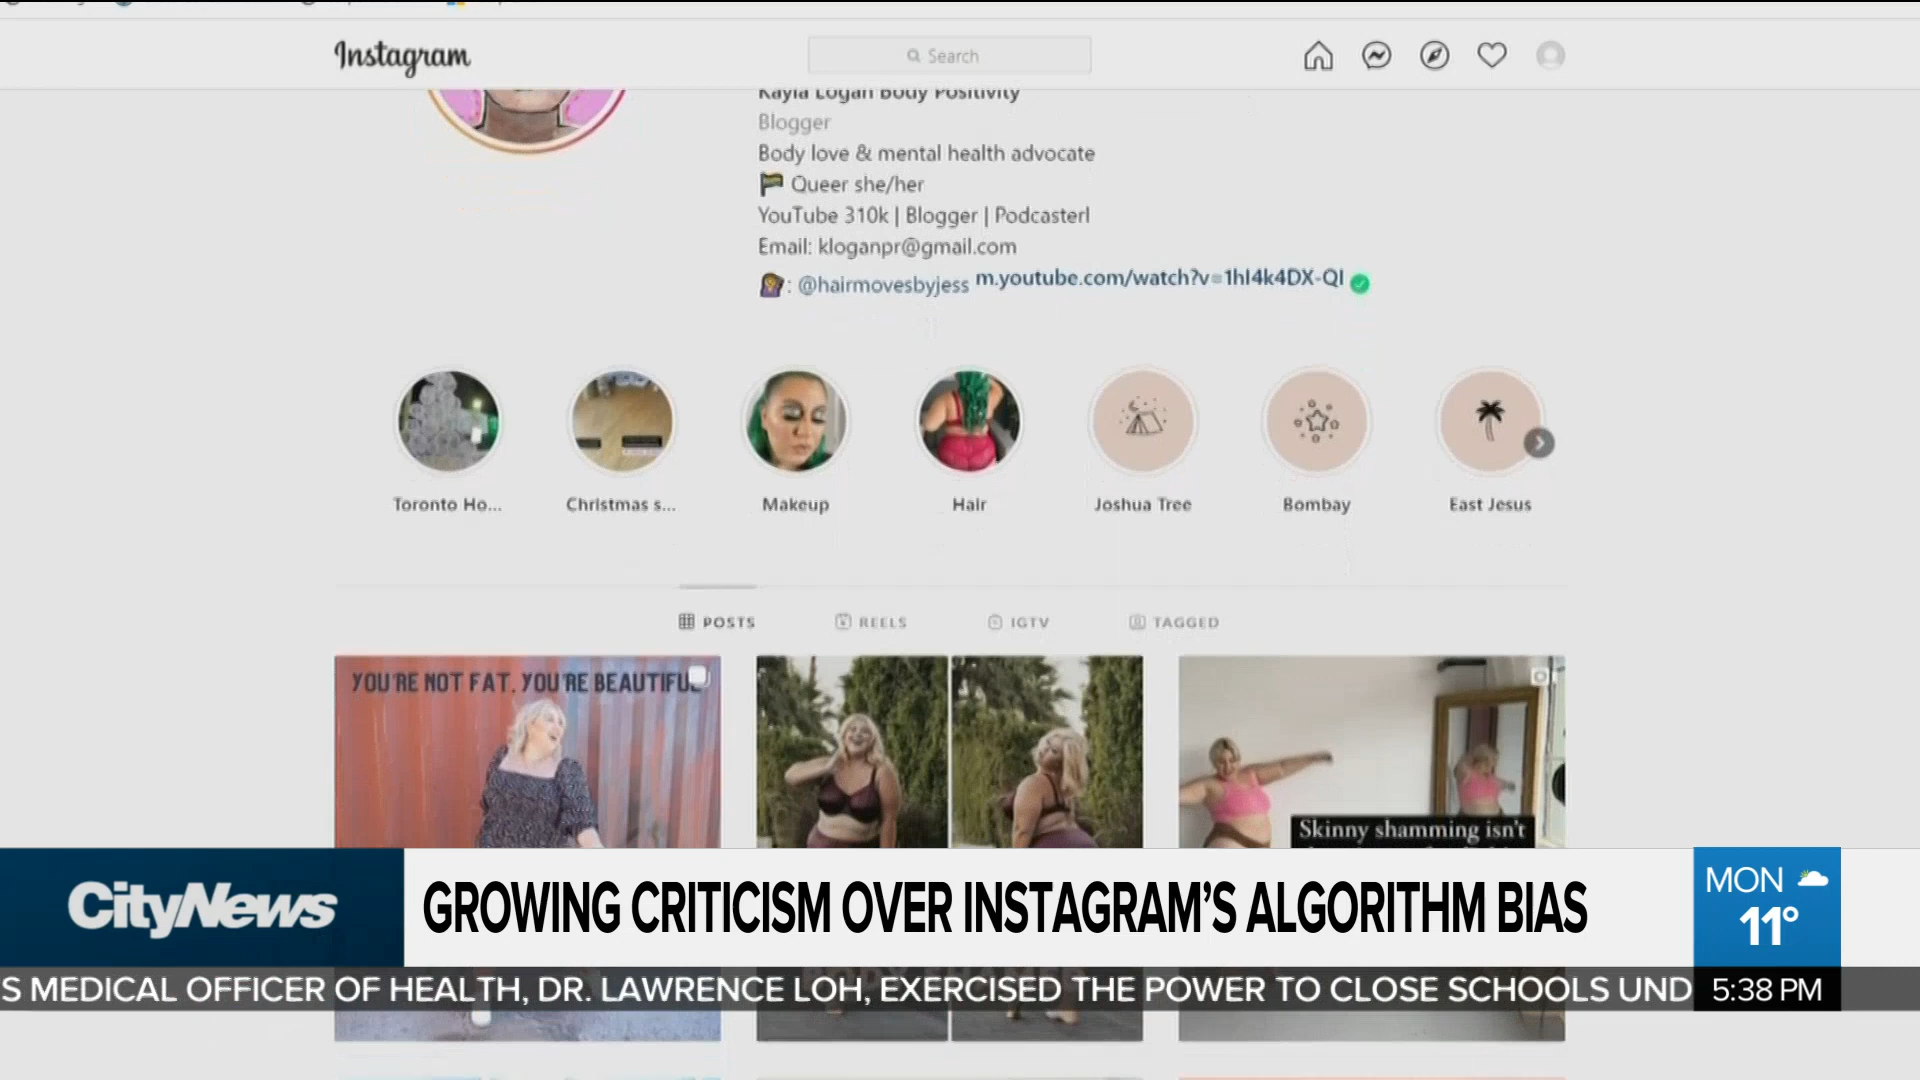 Instagram
Search
Kayla Logan Body Positivity
Blogger
Body love & mental health advocate
Queer she/her
YouTube 310k | Blogger | Podcasterl
Email: kloganpr@gmail.com
: @hairmovesbyjess m.youtube.com/watch?v=1hI4k4DX-QI
Toronto Ho...
Christmas s...
Makeup
Hair
Joshua Tree
Bombay
East Jesus
POSTS
REELS
IGTV
TAGGED
YOU'RE NOT FAT. YOU'RE BEAUTIFUL
Skinny shamming isn't
CityNews
GROWING CRITICISM OVER INSTAGRAM'S ALGORITHM BIAS
MON
11°
S MEDICAL OFFICER OF HEALTH, DR. LAWRENCE LOH, EXERCISED THE POWER TO CLOSE SCHOOLS UND
5:38 PM